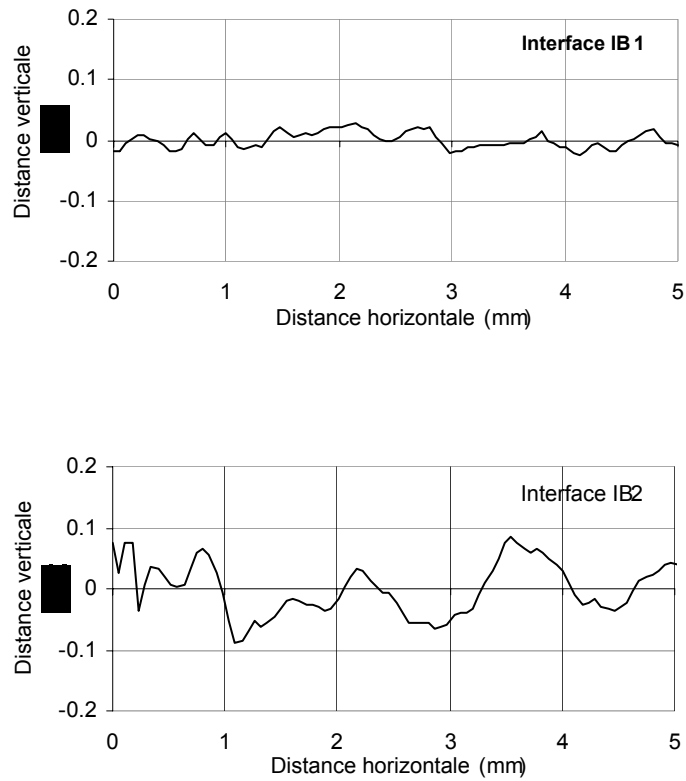 0.2
Interface IB1
0.1
0
-0.1
-0.2
Distance verticale
0 1 2 3 4 5
Distance horizontale (mm)
0.2
Interface IB2
0.1
0
-0.1
-0.2
Distance verticale
0 1 2 3 4 5
Distance horizontale (mm)